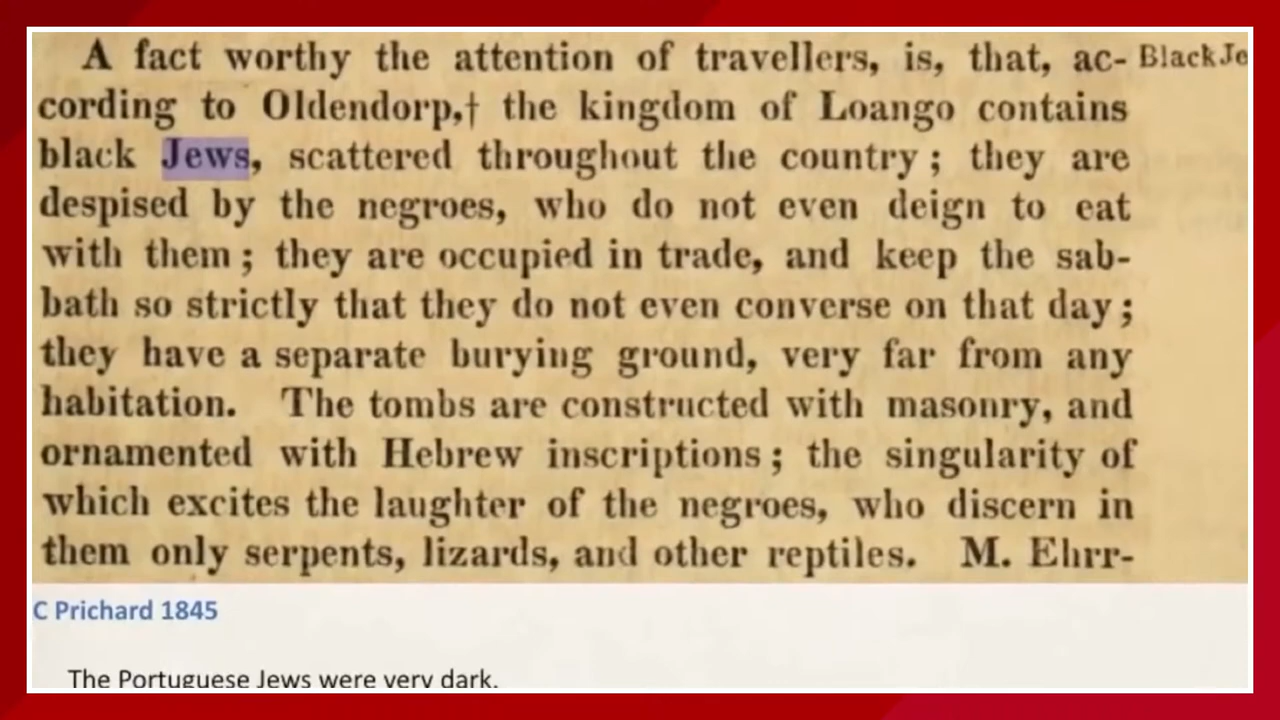 A fact worthy the attention of travellers, is, that, ac-
Black Je
cording to Oldendorp,† the kingdom of Loango contains
black Jews, scattered throughout the country ; they are
despised by the negroes, who do not even deign to eat
with them ; they are occupied in trade, and keep the sab-
bath so strictly that they do not even converse on that day ;
they have a separate burying ground, very far from any
habitation. The tombs are constructed with masonry, and
ornamented with Hebrew inscriptions ; the singularity of
which excites the laughter of the negroes, who discern in
them only serpents, lizards, and other reptiles. M. Ehrr-
C Prichard 1845
The Portuguese Jews were very dark.